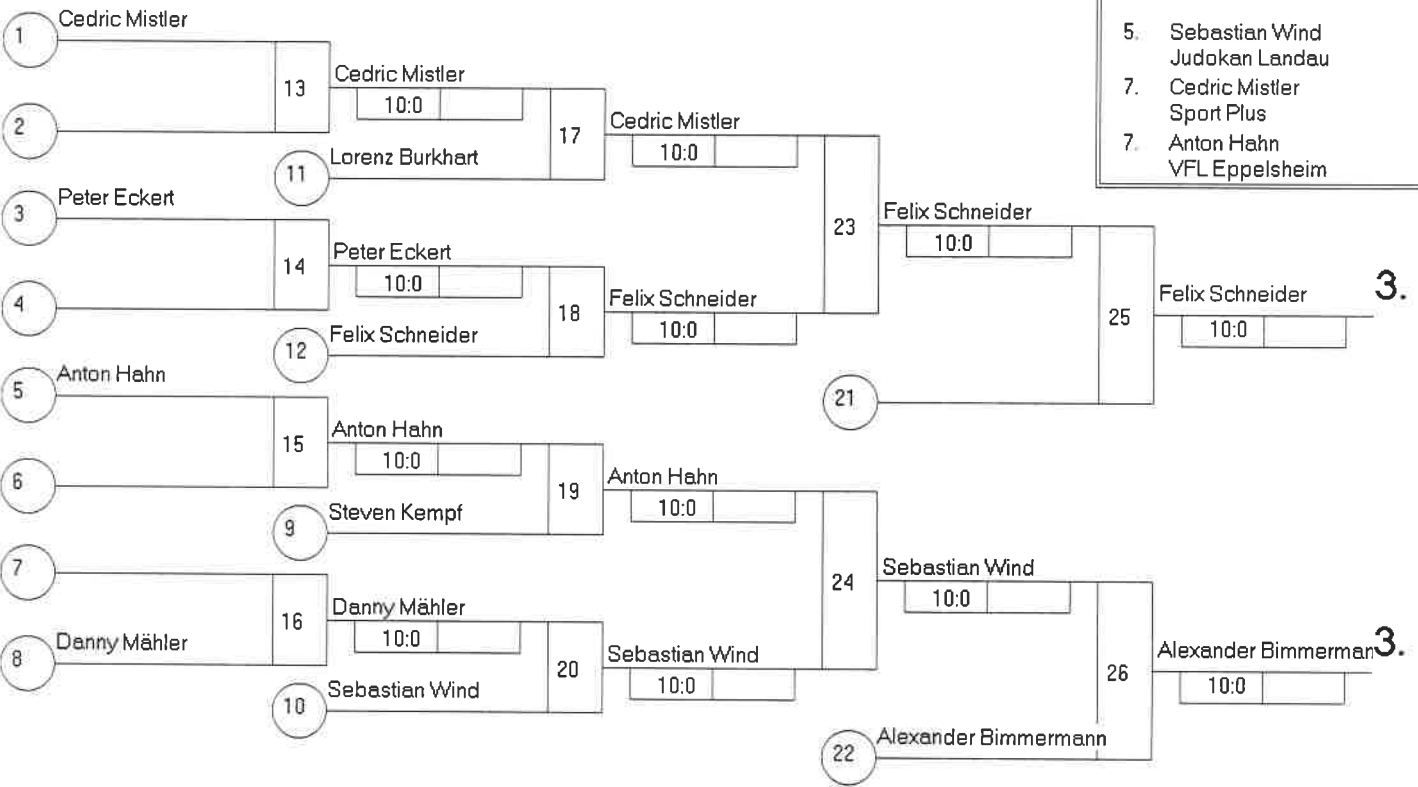 1
Cedric Mistler
2
13
Cedric Mistler
10:0
11
Lorenz Burkhart
17
Cedric Mistler
10:0
3
Peter Eckert
4
14
Peter Eckert
10:0
12
Felix Schneider
18
Felix Schneider
10:0
23
Felix Schneider
10:0
21
25
Felix Schneider
10:0
3.
5
Anton Hahn
6
15
Anton Hahn
10:0
9
Steven Kempf
19
Anton Hahn
10:0
7
8
Danny Mähler
16
Danny Mähler
10:0
10
Sebastian Wind
20
Sebastian Wind
10:0
24
Sebastian Wind
10:0
22
Alexander Bimmermann
26
Alexander Bimmerman
10:0
3.
5. Sebastian Wind
Judokan Landau
7. Cedric Mistler
Sport Plus
7. Anton Hahn
VFL Eppelsheim